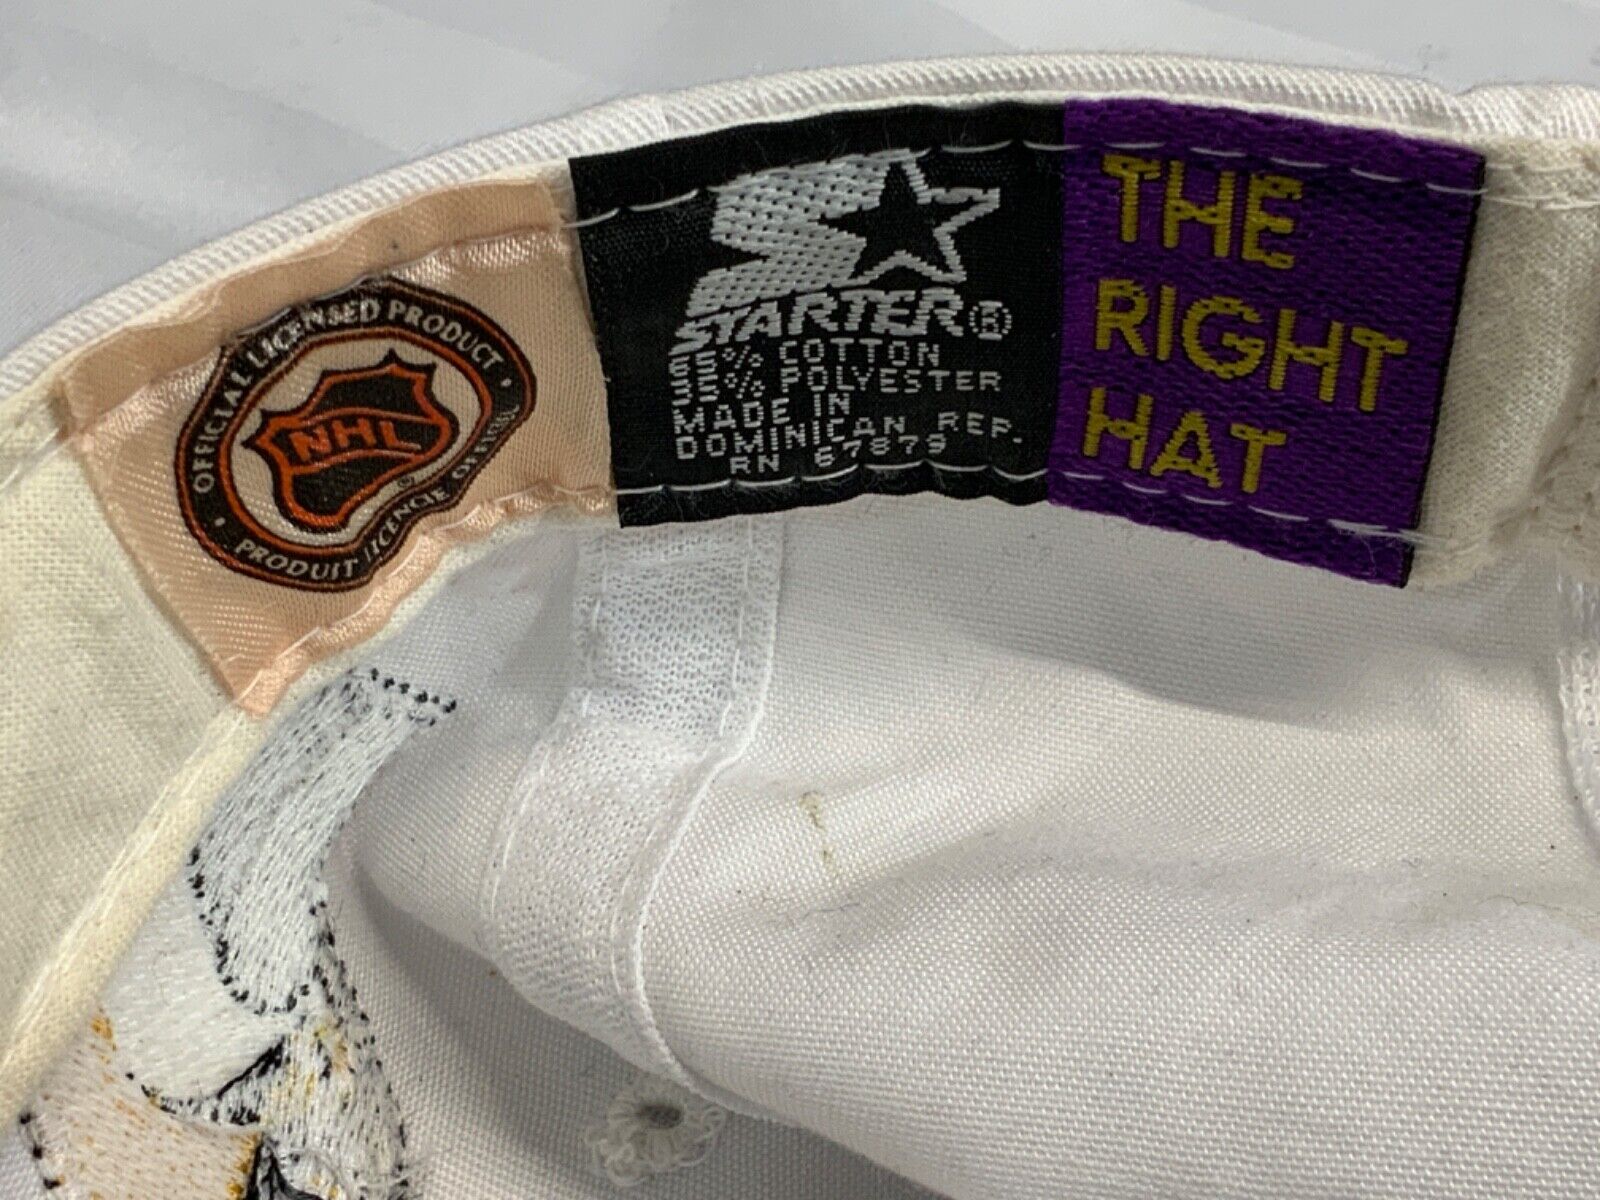 OFFICIAL LICENSED PRODUCT
NHL
®
PRODUIT LICENCIE OFFICIEL
STARTER®
65% COTTON
35% POLYESTER
MADE IN
DOMINICAN REP.
RN 67879
THE
RIGHT
HAT